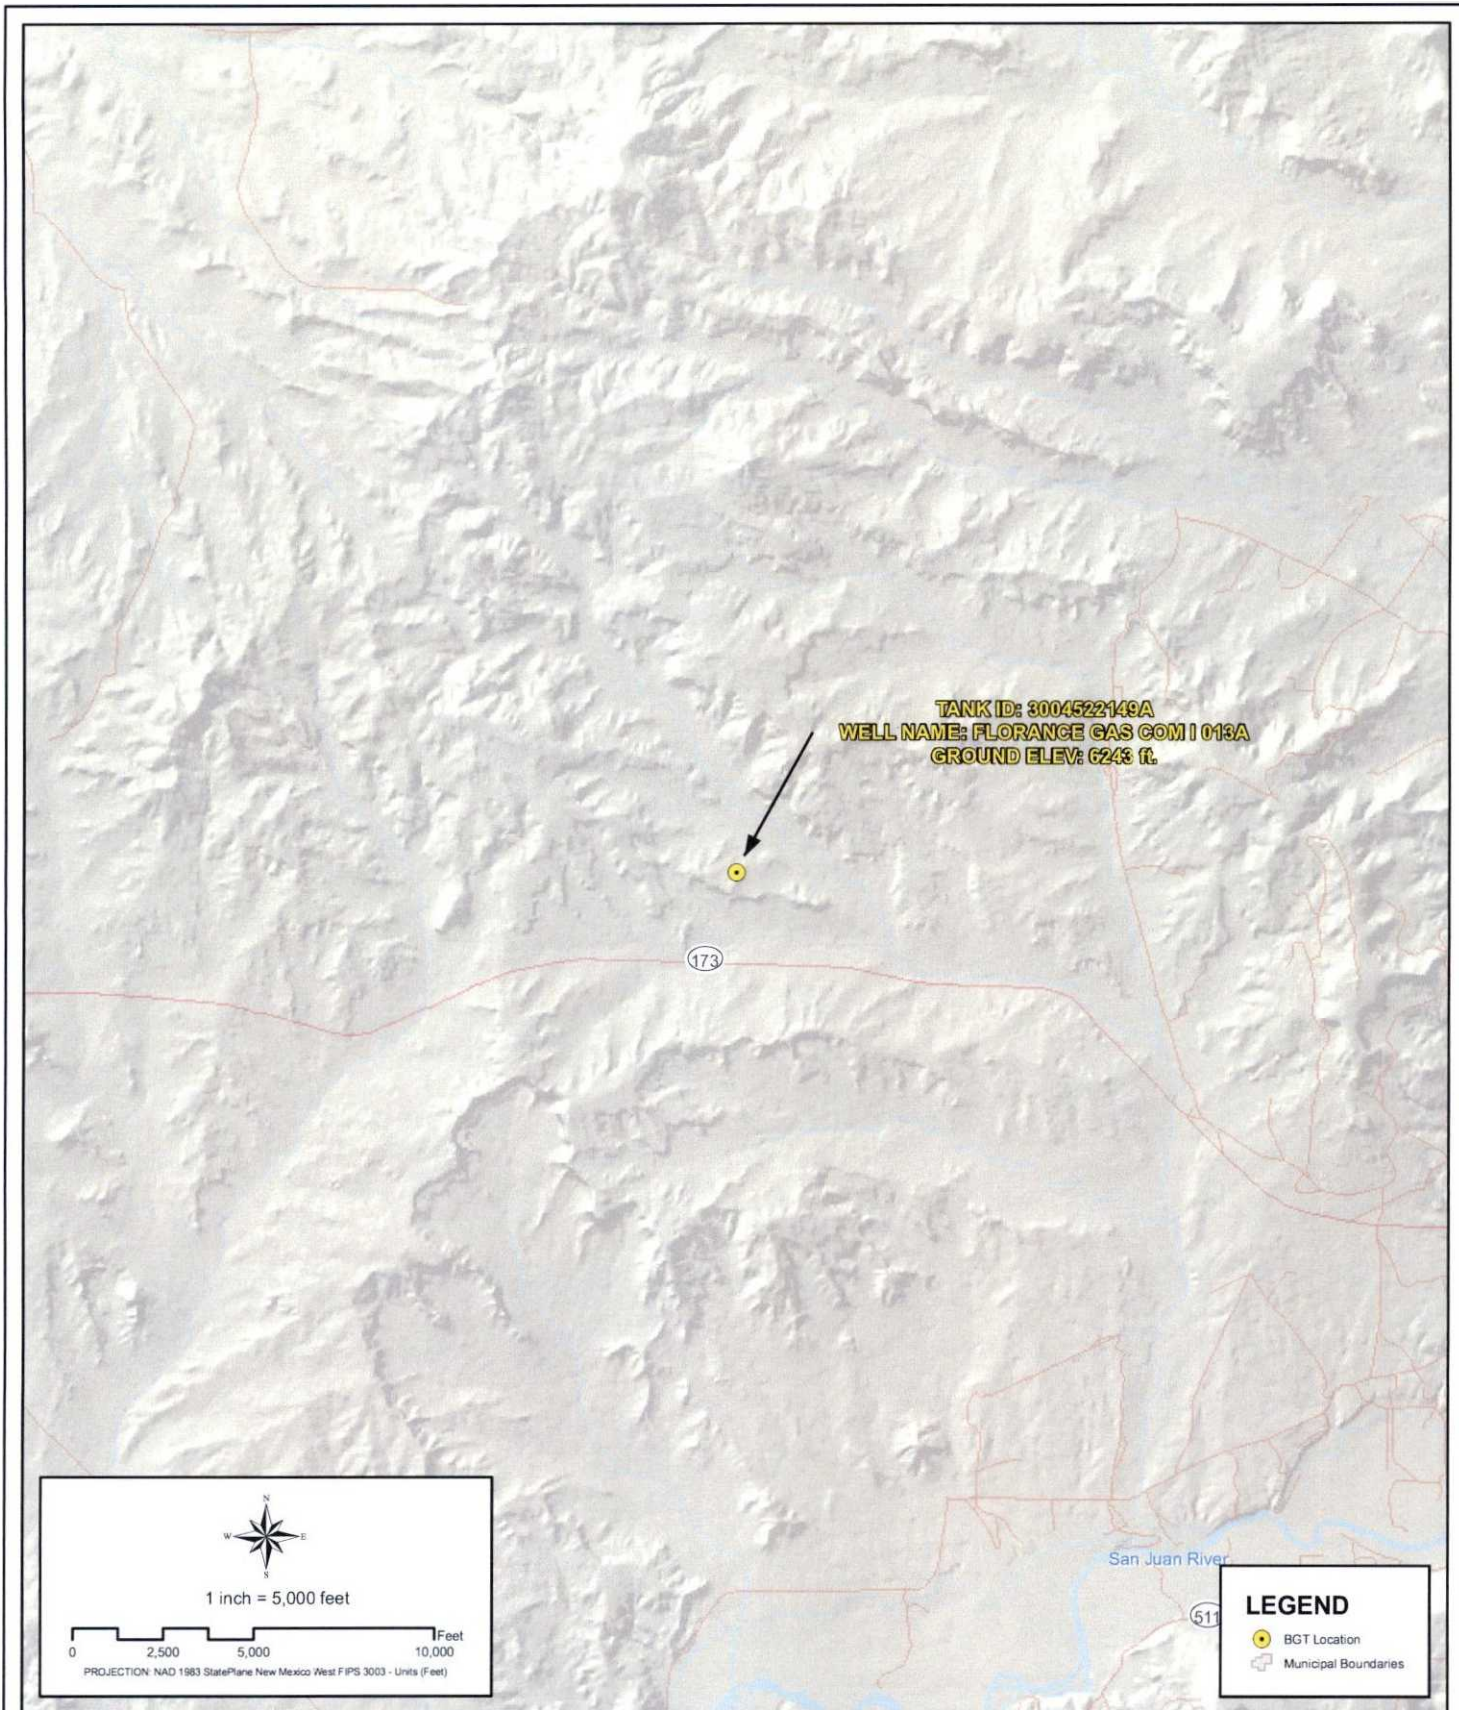 TANK ID: 3004522149A
WELL NAME: FLORANCE GAS COM I 013A
GROUND ELEV: 6243 ft.
173
San Juan River
511
N
W E
S
1 inch = 5,000 feet
Feet
0 2,500 5,000 10,000
PROJECTION: NAD 1983 StatePlane New Mexico West FIPS 3003 - Units (Feet)
LEGEND
BGT Location
Municipal Boundaries